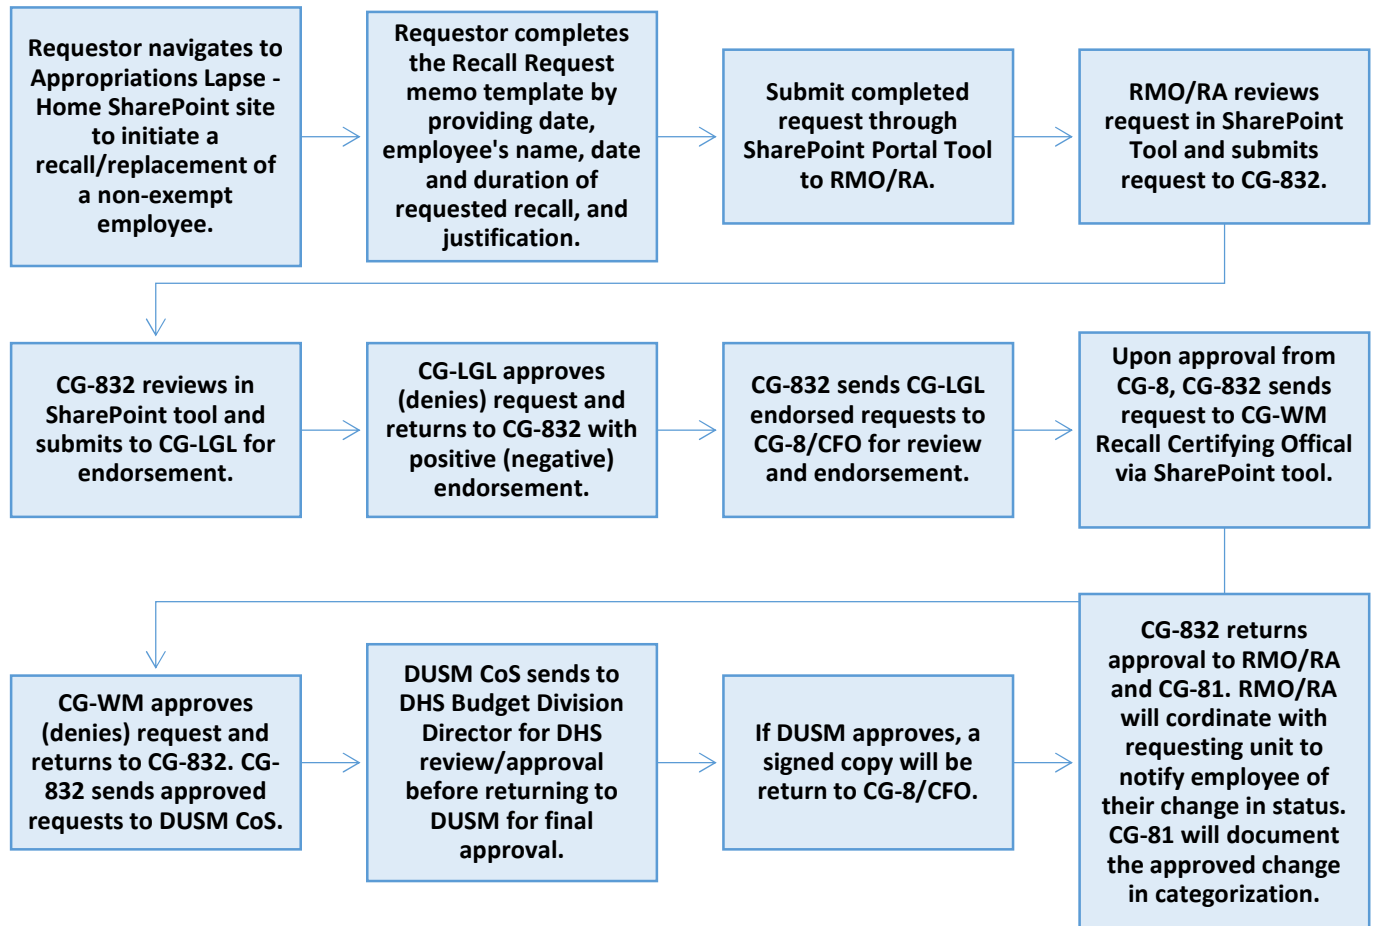 Requestor navigates to
Appropriations Lapse -
Home SharePoint site
to initiate a
recall/replacement of
a non-exempt
employee.
Requestor completes
the Recall Request
memo template by
providing date,
employee's name, date
and duration of
requested recall, and
justification.
Submit completed
request through
SharePoint Portal Tool
to RMO/RA.
RMO/RA reviews
request in SharePoint
Tool and submits
request to CG-832.
CG-832 reviews in
SharePoint tool and
submits to CG-LGL for
endorsement.
CG-LGL approves
(denies) request and
returns to CG-832 with
positive (negative)
endorsement.
CG-832 sends CG-LGL
endorsed requests to
CG-8/CFO for review
and endorsement.
Upon approval from
CG-8, CG-832 sends
request to CG-WM
Recall Certifying Offical
via SharePoint tool.
CG-WM approves
(denies) request and
returns to CG-832. CG-
832 sends approved
requests to DUSM CoS.
DUSM CoS sends to
DHS Budget Division
Director for DHS
review/approval
before returning to
DUSM for final
approval.
If DUSM approves, a
signed copy will be
return to CG-8/CFO.
CG-832 returns
approval to RMO/RA
and CG-81. RMO/RA
will cordinate with
requesting unit to
notify employee of
their change in status.
CG-81 will document
the approved change
in categorization.